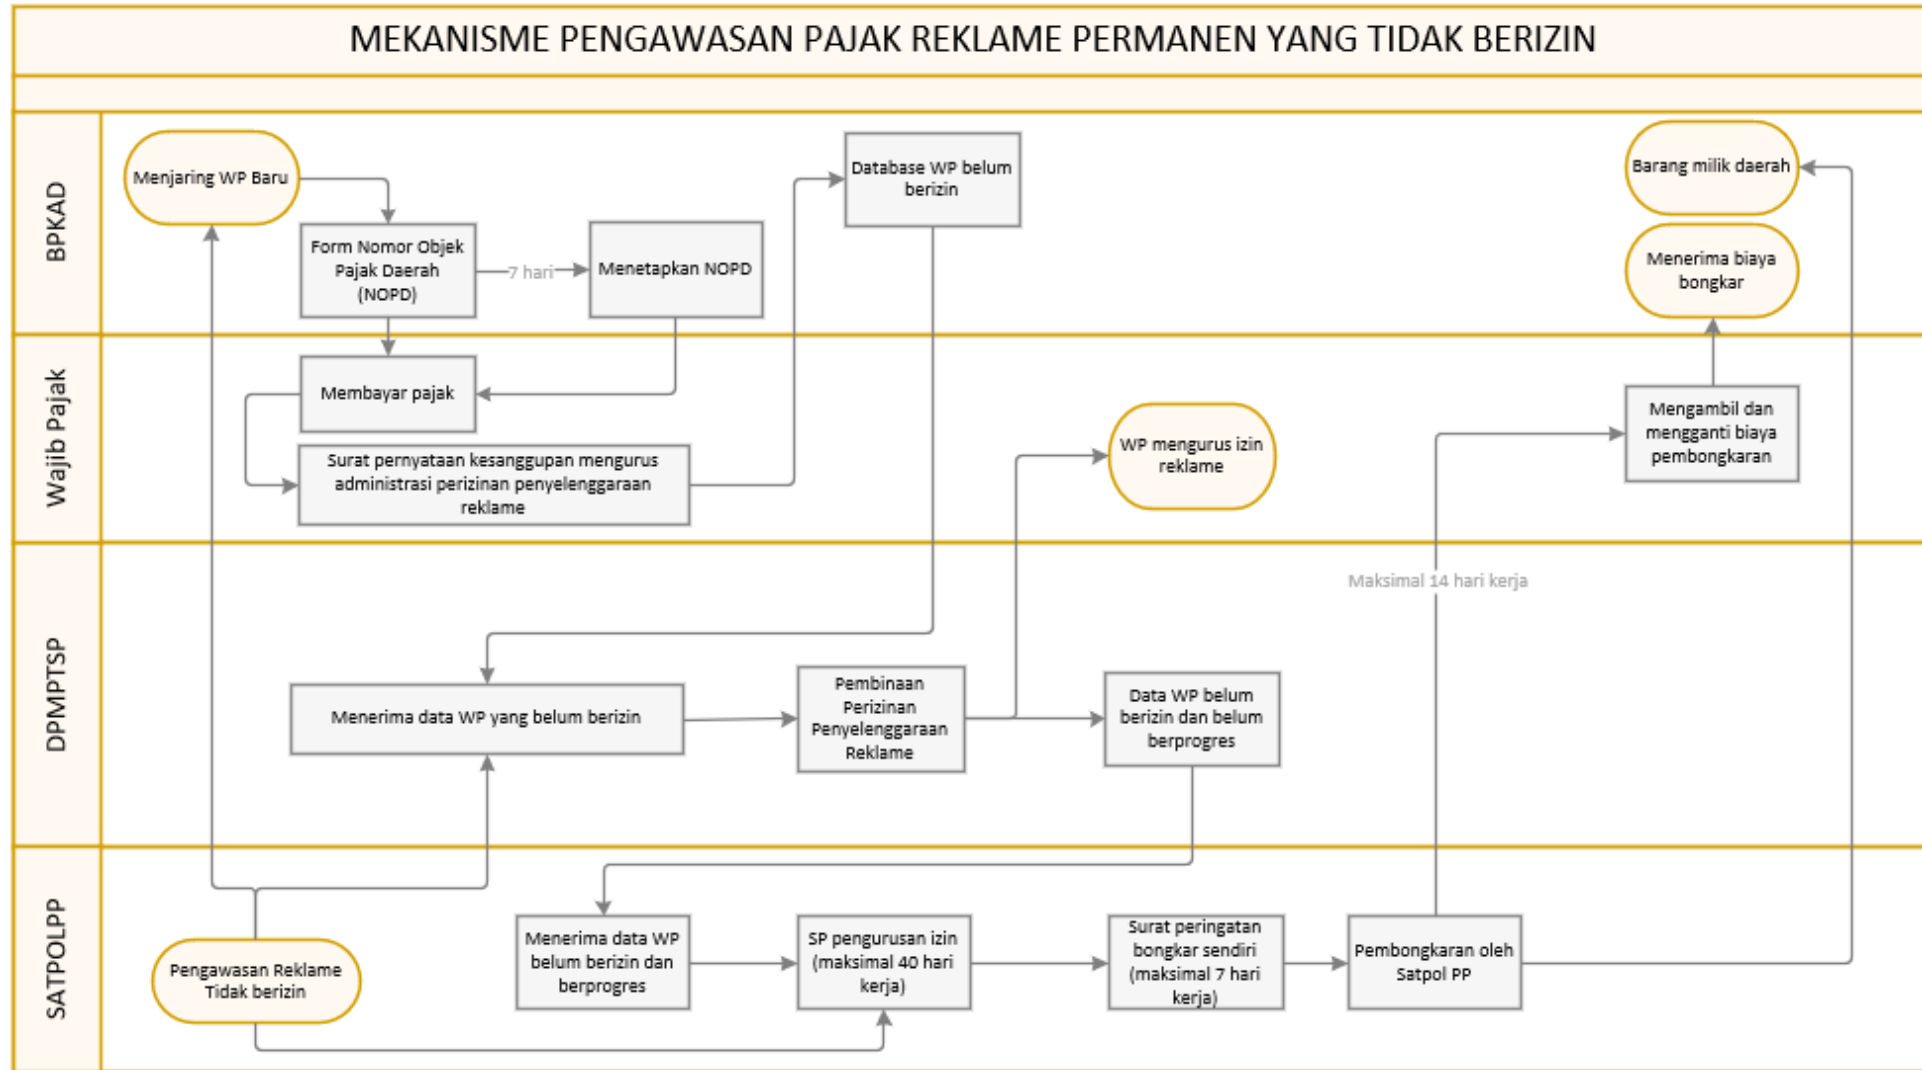 MEKANISME PENGAWASAN PAJAK REKLAME PERMANEN YANG TIDAK BERIZIN
BPKAD
Menjaring WP Baru
Form Nomor Objek
Pajak Daerah
(NOPD)
7 hari
Menetapkan NOPD
Database WP belum
berizin
Barang milik daerah
Menerima biaya
bongkar
Wajib Pajak
Membayar pajak
Surat pernyataan kesanggupan mengurus
administrasi perizinan penyelenggaraan
reklame
WP mengurus izin
reklame
Mengambil dan
mengganti biaya
pembongkaran
DPMPTSP
Menerima data WP yang belum berizin
Pembinaan
Perizinan
Penyelenggaraan
Reklame
Data WP belum
berizin dan belum
berprogres
Maksimal 14 hari kerja
SATPOLPP
Pengawasan Reklame
Tidak berizin
Menerima data WP
belum berizin dan
berprogres
SP pengurusan izin
(maksimal 40 hari
kerja)
Surat peringatan
bongkar sendiri
(maksimal 7 hari
kerja)
Pembongkaran oleh
Satpol PP